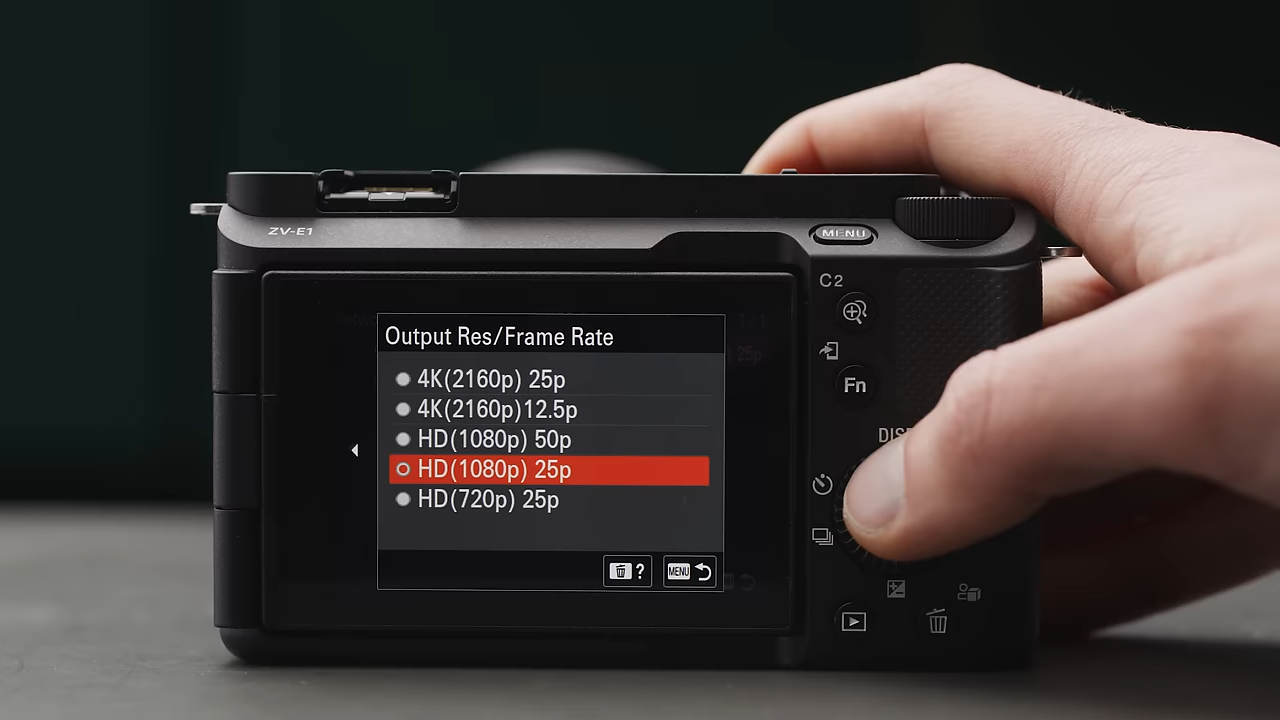 ZV-E1
MENU
C2
Output Res/Frame Rate
4K(2160p) 25p
4K(2160p)12.5p
HD(1080p) 50p
HD(1080p) 25p
HD(720p) 25p
?
MENU
Fn